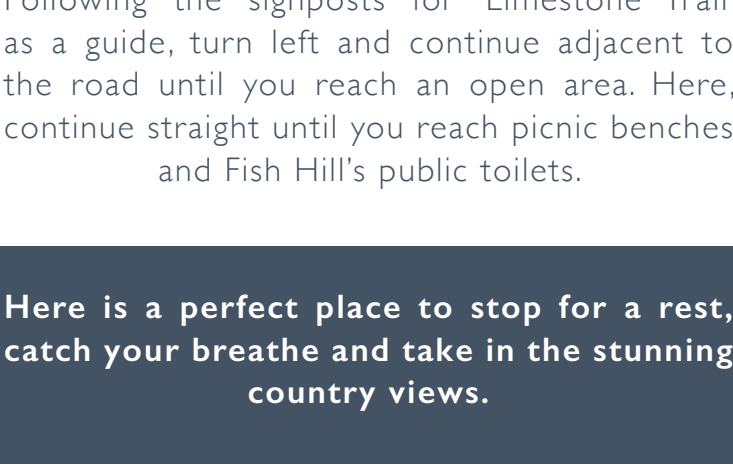 Following the signposts for 'Limestone Trail'
as a guide, turn left and continue adjacent to
the road until you reach an open area. Here,
continue straight until you reach picnic benches
and Fish Hill's public toilets.
Here is a perfect place to stop for a rest,
catch your breathe and take in the stunning
country views.